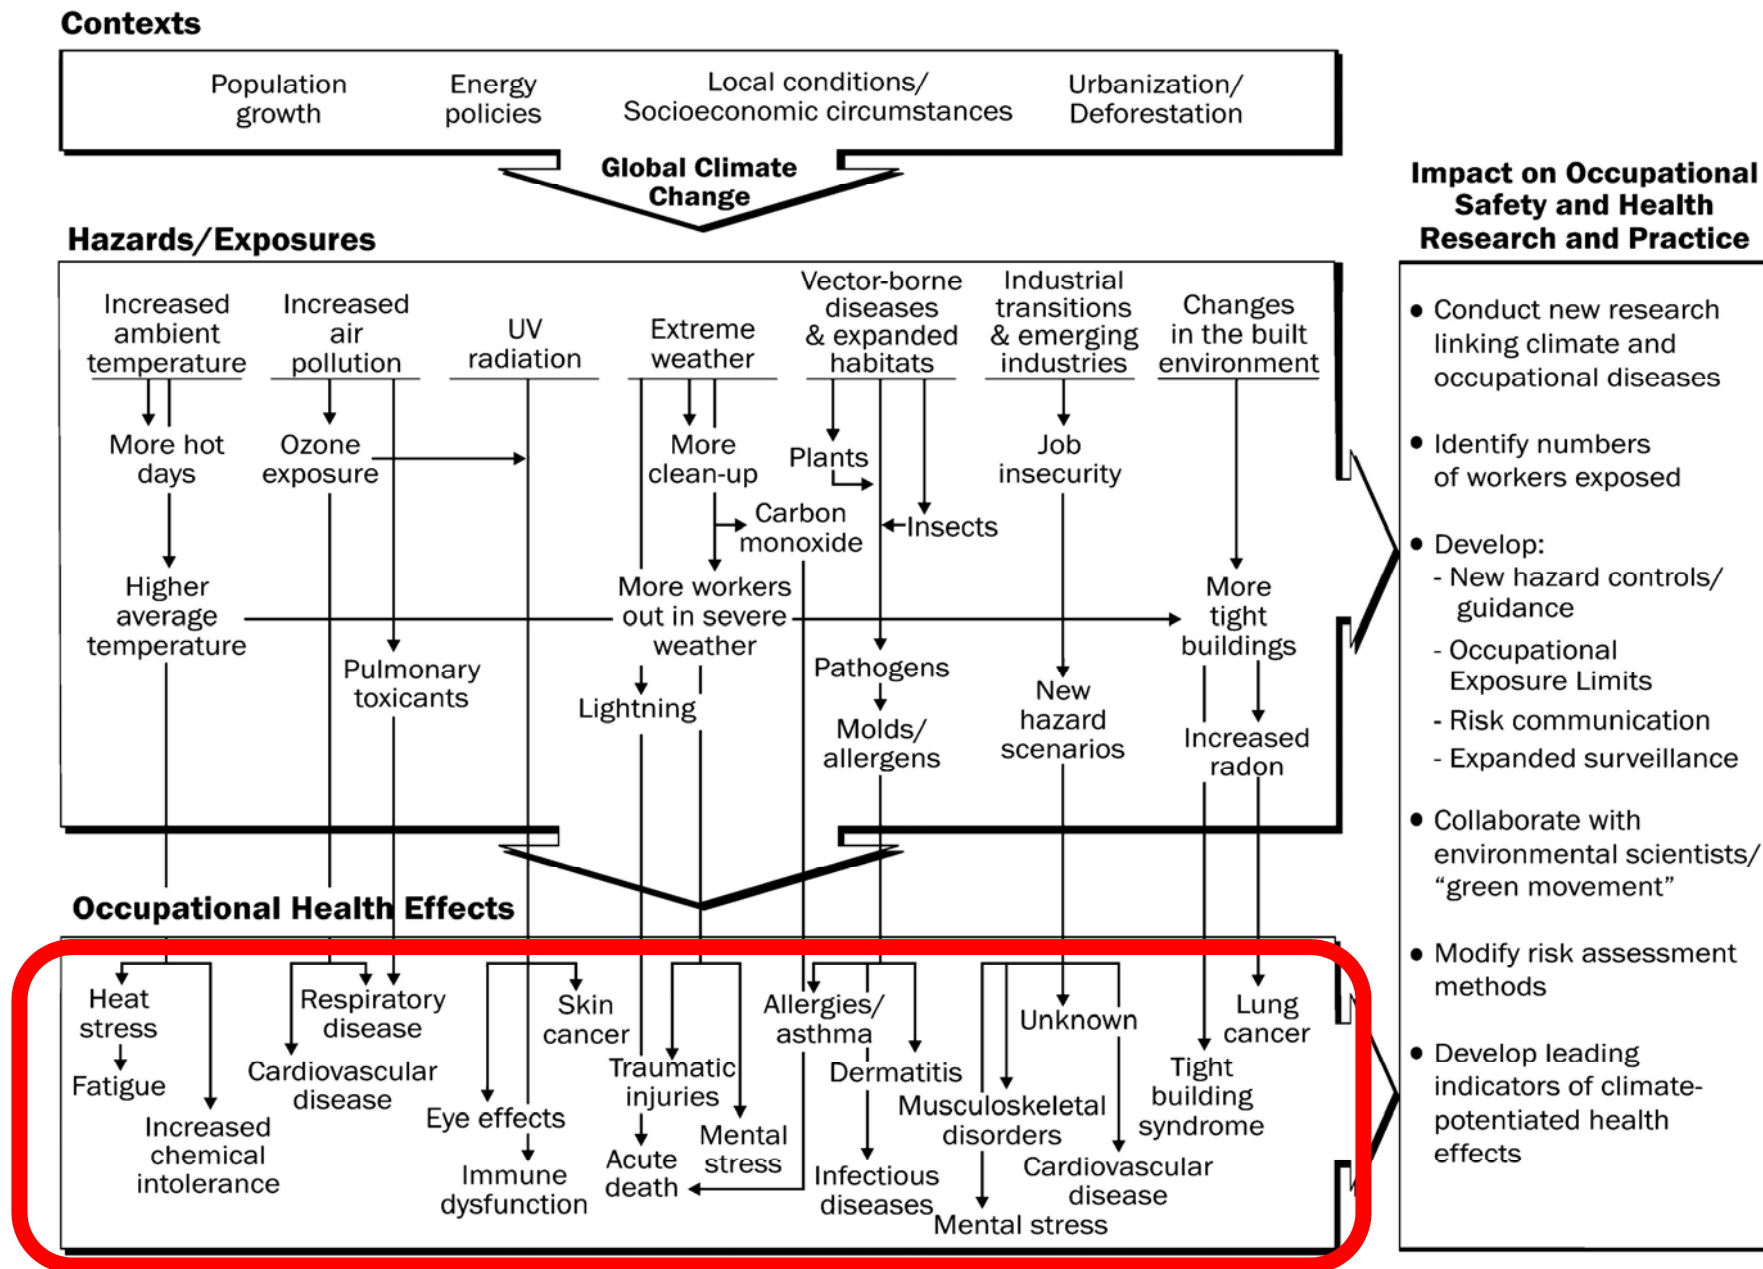 Contexts
Population
growth
Energy
policies
Local conditions/
Socioeconomic circumstances
Urbanization/
Deforestation
Global Climate
Change
Hazards/Exposures
Increased
ambient
temperature
Increased
air
pollution
UV
radiation
Extreme
weather
Vector-borne
diseases
& expanded
habitats
Industrial
transitions
& emerging
industries
Changes
in the built
environment
More hot
days
Ozone
exposure
More
clean-up
Plants
Job
insecurity
Carbon
monoxide
Insects
Higher
average
temperature
More workers
out in severe
weather
More
tight
buildings
Pulmonary
toxicants
Lightning
Pathogens
Molds/
allergens
New
hazard
scenarios
Increased
radon
Occupational Health Effects
Heat
stress
Fatigue
Increased
chemical
intolerance
Respiratory
disease
Cardiovascular
disease
Skin
cancer
Eye effects
Immune
dysfunction
Traumatic
injuries
Acute
death
Mental
stress
Allergies/
asthma
Dermatitis
Infectious
diseases
Unknown
Musculoskeletal
disorders
Cardiovascular
disease
Mental stress
Tight
building
syndrome
Lung
cancer
Impact on Occupational
Safety and Health
Research and Practice
• Conduct new research
linking climate and
occupational diseases
• Identify numbers
of workers exposed
• Develop:
- New hazard controls/
guidance
- Occupational
Exposure Limits
- Risk communication
- Expanded surveillance
• Collaborate with
environmental scientists/
“green movement”
• Modify risk assessment
methods
• Develop leading
indicators of climate-
potentiated health
effects